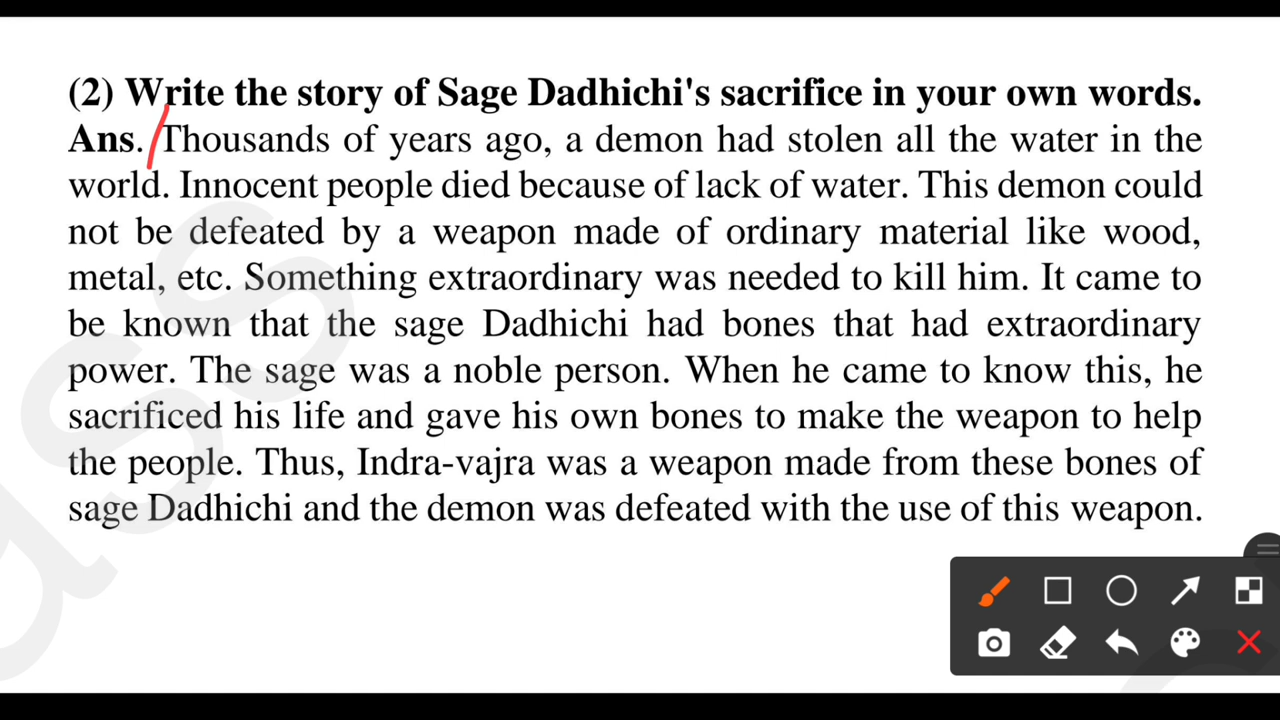 (2) Write the story of Sage Dadhichi's sacrifice in your own words.
Ans. Thousands of years ago, a demon had stolen all the water in the
world. Innocent people died because of lack of water. This demon could
not be defeated by a weapon made of ordinary material like wood,
metal, etc. Something extraordinary was needed to kill him. It came to
be known that the sage Dadhichi had bones that had extraordinary
power. The sage was a noble person. When he came to know this, he
sacrificed his life and gave his own bones to make the weapon to help
the people. Thus, Indra-vajra was a weapon made from these bones of
sage Dadhichi and the demon was defeated with the use of this weapon.